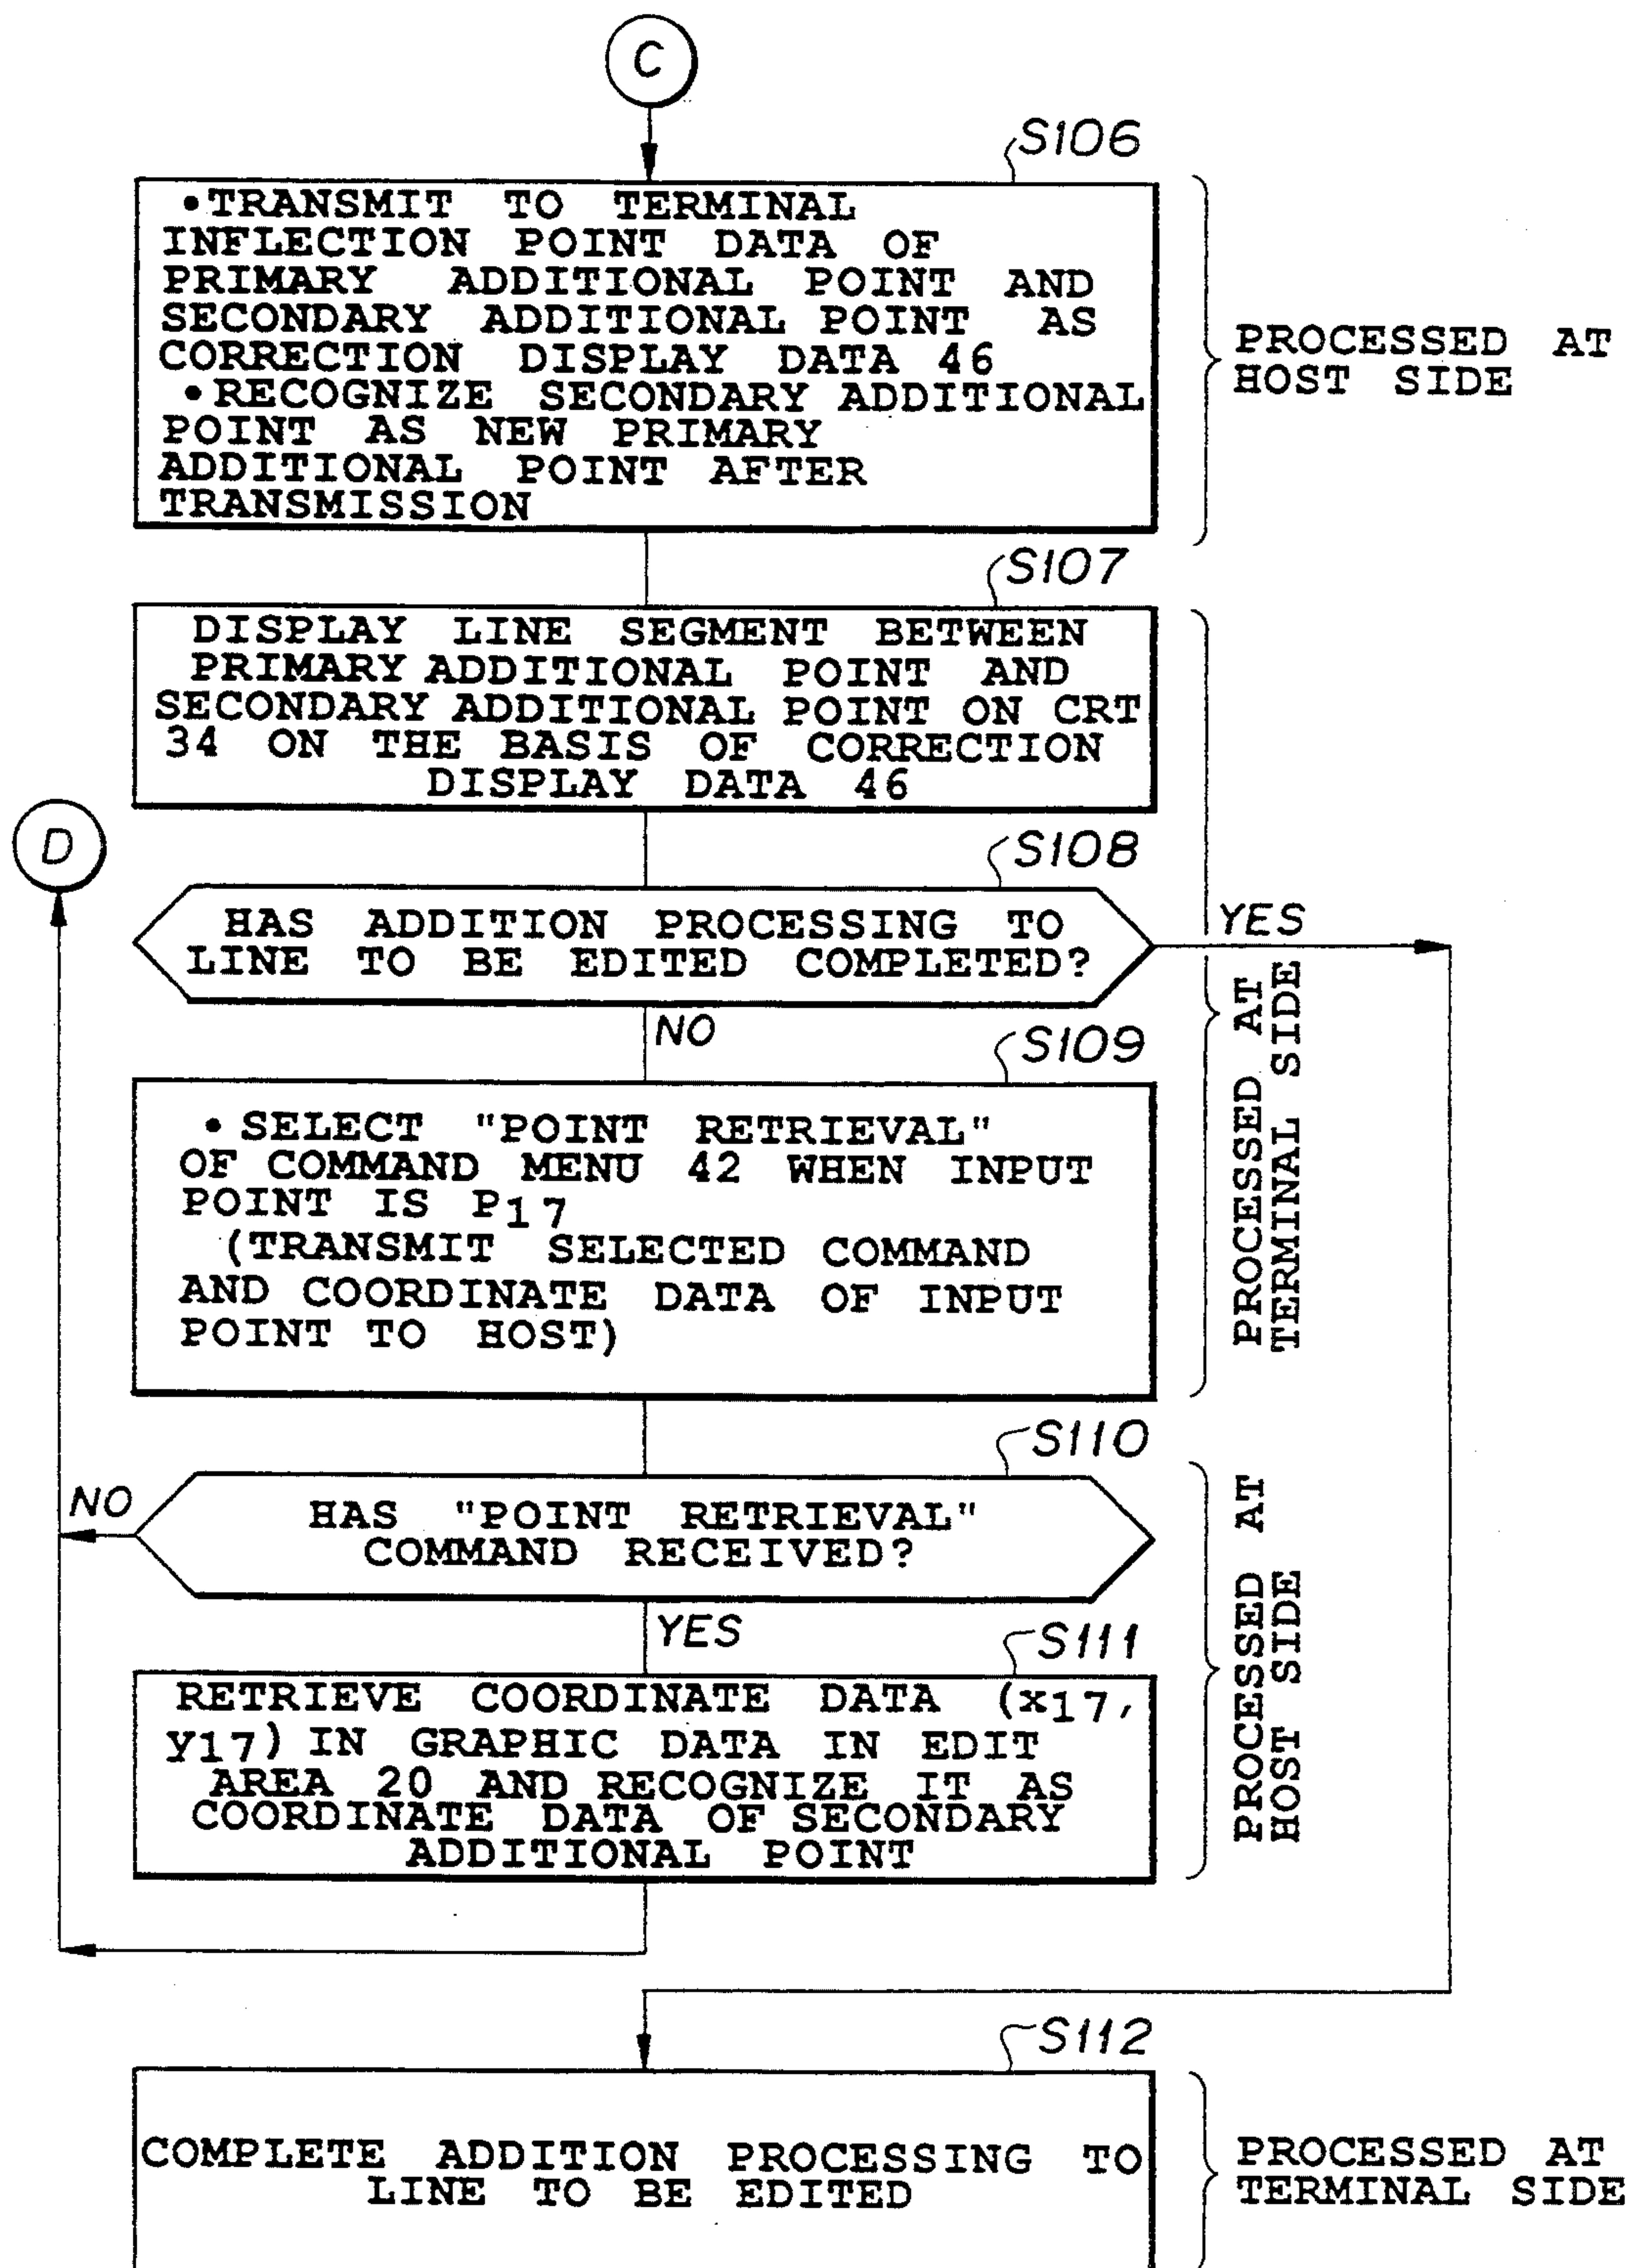 C
S106
•TRANSMIT TO TERMINAL
INFLECTION POINT DATA OF
PRIMARY ADDITIONAL POINT AND
SECONDARY ADDITIONAL POINT AS
CORRECTION DISPLAY DATA 46
•RECOGNIZE SECONDARY ADDITIONAL
POINT AS NEW PRIMARY
ADDITIONAL POINT AFTER
TRANSMISSION
PROCESSED AT
HOST SIDE
S107
DISPLAY LINE SEGMENT BETWEEN
PRIMARY ADDITIONAL POINT AND
SECONDARY ADDITIONAL POINT ON CRT
34 ON THE BASIS OF CORRECTION
DISPLAY DATA 46
D
S108
HAS ADDITION PROCESSING TO
LINE TO BE EDITED COMPLETED?
YES
NO
PROCESSED AT
TERMINAL SIDE
S109
• SELECT "POINT RETRIEVAL"
OF COMMAND MENU 42 WHEN INPUT
POINT IS P17
(TRANSMIT SELECTED COMMAND
AND COORDINATE DATA OF INPUT
POINT TO HOST)
S110
NO
HAS "POINT RETRIEVAL"
COMMAND RECEIVED?
YES
PROCESSED AT
HOST SIDE
S111
RETRIEVE COORDINATE DATA (x17,
y17) IN GRAPHIC DATA IN EDIT
AREA 20 AND RECOGNIZE IT AS
COORDINATE DATA OF SECONDARY
ADDITIONAL POINT
S112
COMPLETE ADDITION PROCESSING TO
LINE TO BE EDITED
PROCESSED AT
TERMINAL SIDE